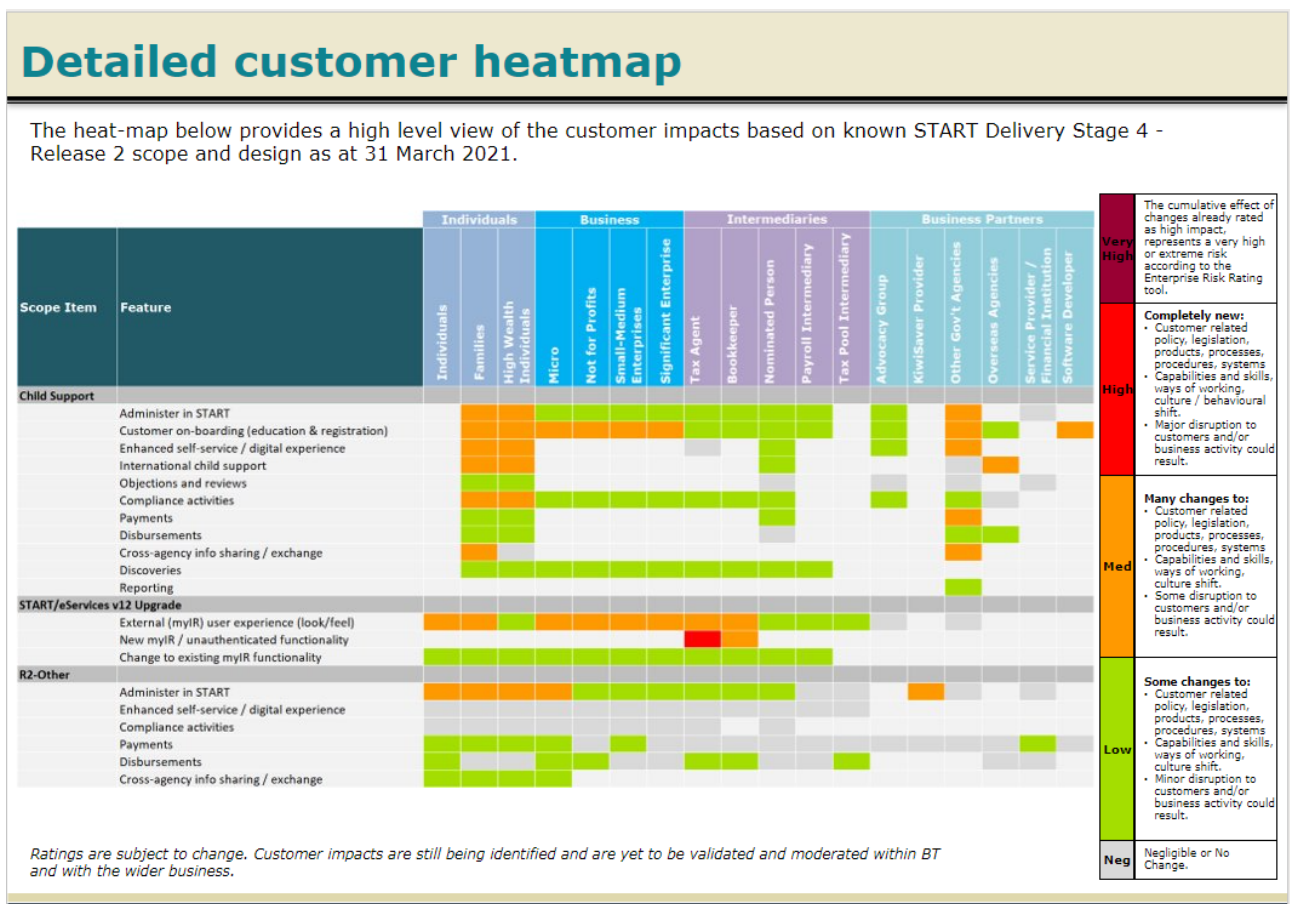 Detailed customer heatmap
The heat-map below provides a high level view of the customer impacts based on known START Delivery Stage 4 -
Release 2 scope and design as at 31 March 2021.
Individuals
Business
Intermediaries
Business Partners
Scope Item
Feature
Individuals
Families
High Wealth
Individuals
Micro
Not for Profits
Small-Medium
Enterprises
Significant Enterprise
Tax Agent
Bookkeeper
Nominated Person
Payroll Intermediary
Tax Pool Intermediary
Advocacy Group
KiwiSaver Provider
Other Gov't Agencies
Overseas Agencies
Service Provider /
Financial Institution
Software Developer
Child Support
Administer in START
Customer on-boarding (education & registration)
Enhanced self-service / digital experience
International child support
Objections and reviews
Compliance activities
Payments
Disbursements
Cross-agency info sharing / exchange
Discoveries
Reporting
START/eServices v12 Upgrade
External (myIR) user experience (look/feel)
New myIR / unauthenticated functionality
Change to existing myIR functionality
R2-Other
Administer in START
Enhanced self-service / digital experience
Compliance activities
Payments
Disbursements
Cross-agency info sharing / exchange
Very
High
The cumulative effect of
changes already rated
as high impact,
represents a very high
or extreme risk
according to the
Enterprise Risk Rating
tool.
High
Completely new:
• Customer related
policy, legislation,
products, processes,
procedures, systems
• Capabilities and skills,
ways of working,
culture / behavioural
shift.
• Major disruption to
customers and/or
business activity could
result.
Med
Many changes to:
• Customer related
policy, legislation,
products, processes,
procedures, systems
• Capabilities and skills,
ways of working,
culture shift.
• Some disruption to
customers and/or
business activity could
result.
Low
Some changes to:
• Customer related
policy, legislation,
products, processes,
procedures, systems
• Capabilities and skills,
ways of working,
culture shift.
• Minor disruption to
customers and/or
business activity could
result.
Neg
Negligible or No
Change.
Ratings are subject to change. Customer impacts are still being identified and are yet to be validated and moderated within BT
and with the wider business.